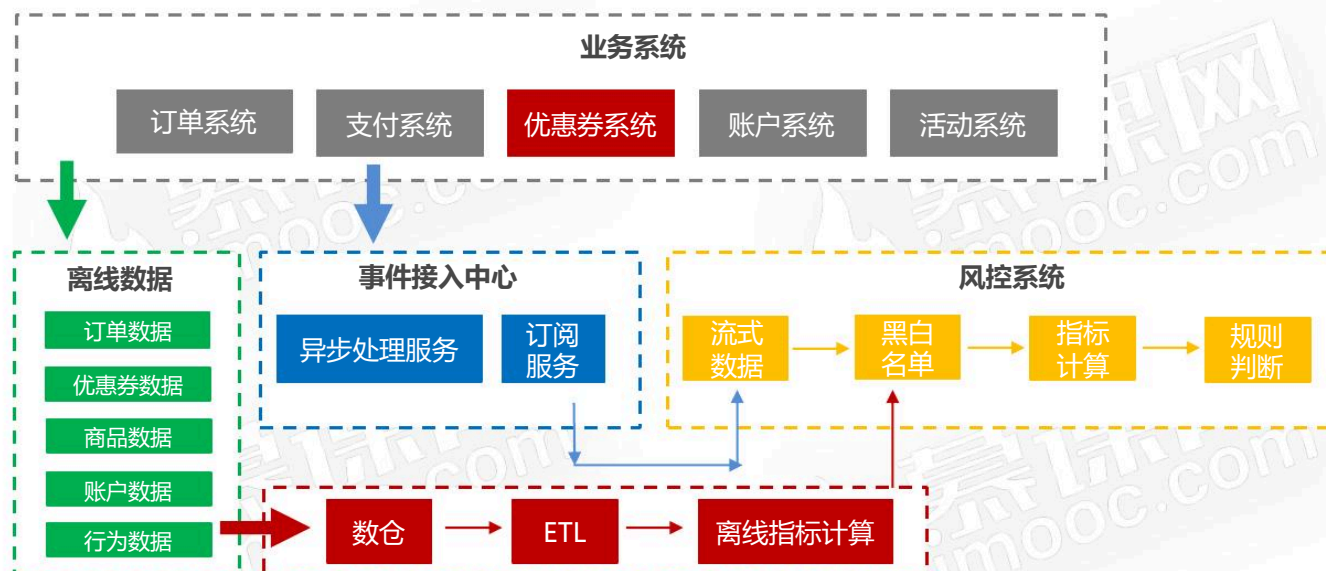 业务系统
订单系统
支付系统
优惠券系统
账户系统
活动系统
离线数据
订单数据
优惠券数据
商品数据
账户数据
行为数据
事件接入中心
异步处理服务
订阅
服务
风控系统
流式
数据
黑白
名单
指标
计算
规则
判断
数仓
ETL
离线指标计算
慕课网
imooc.com